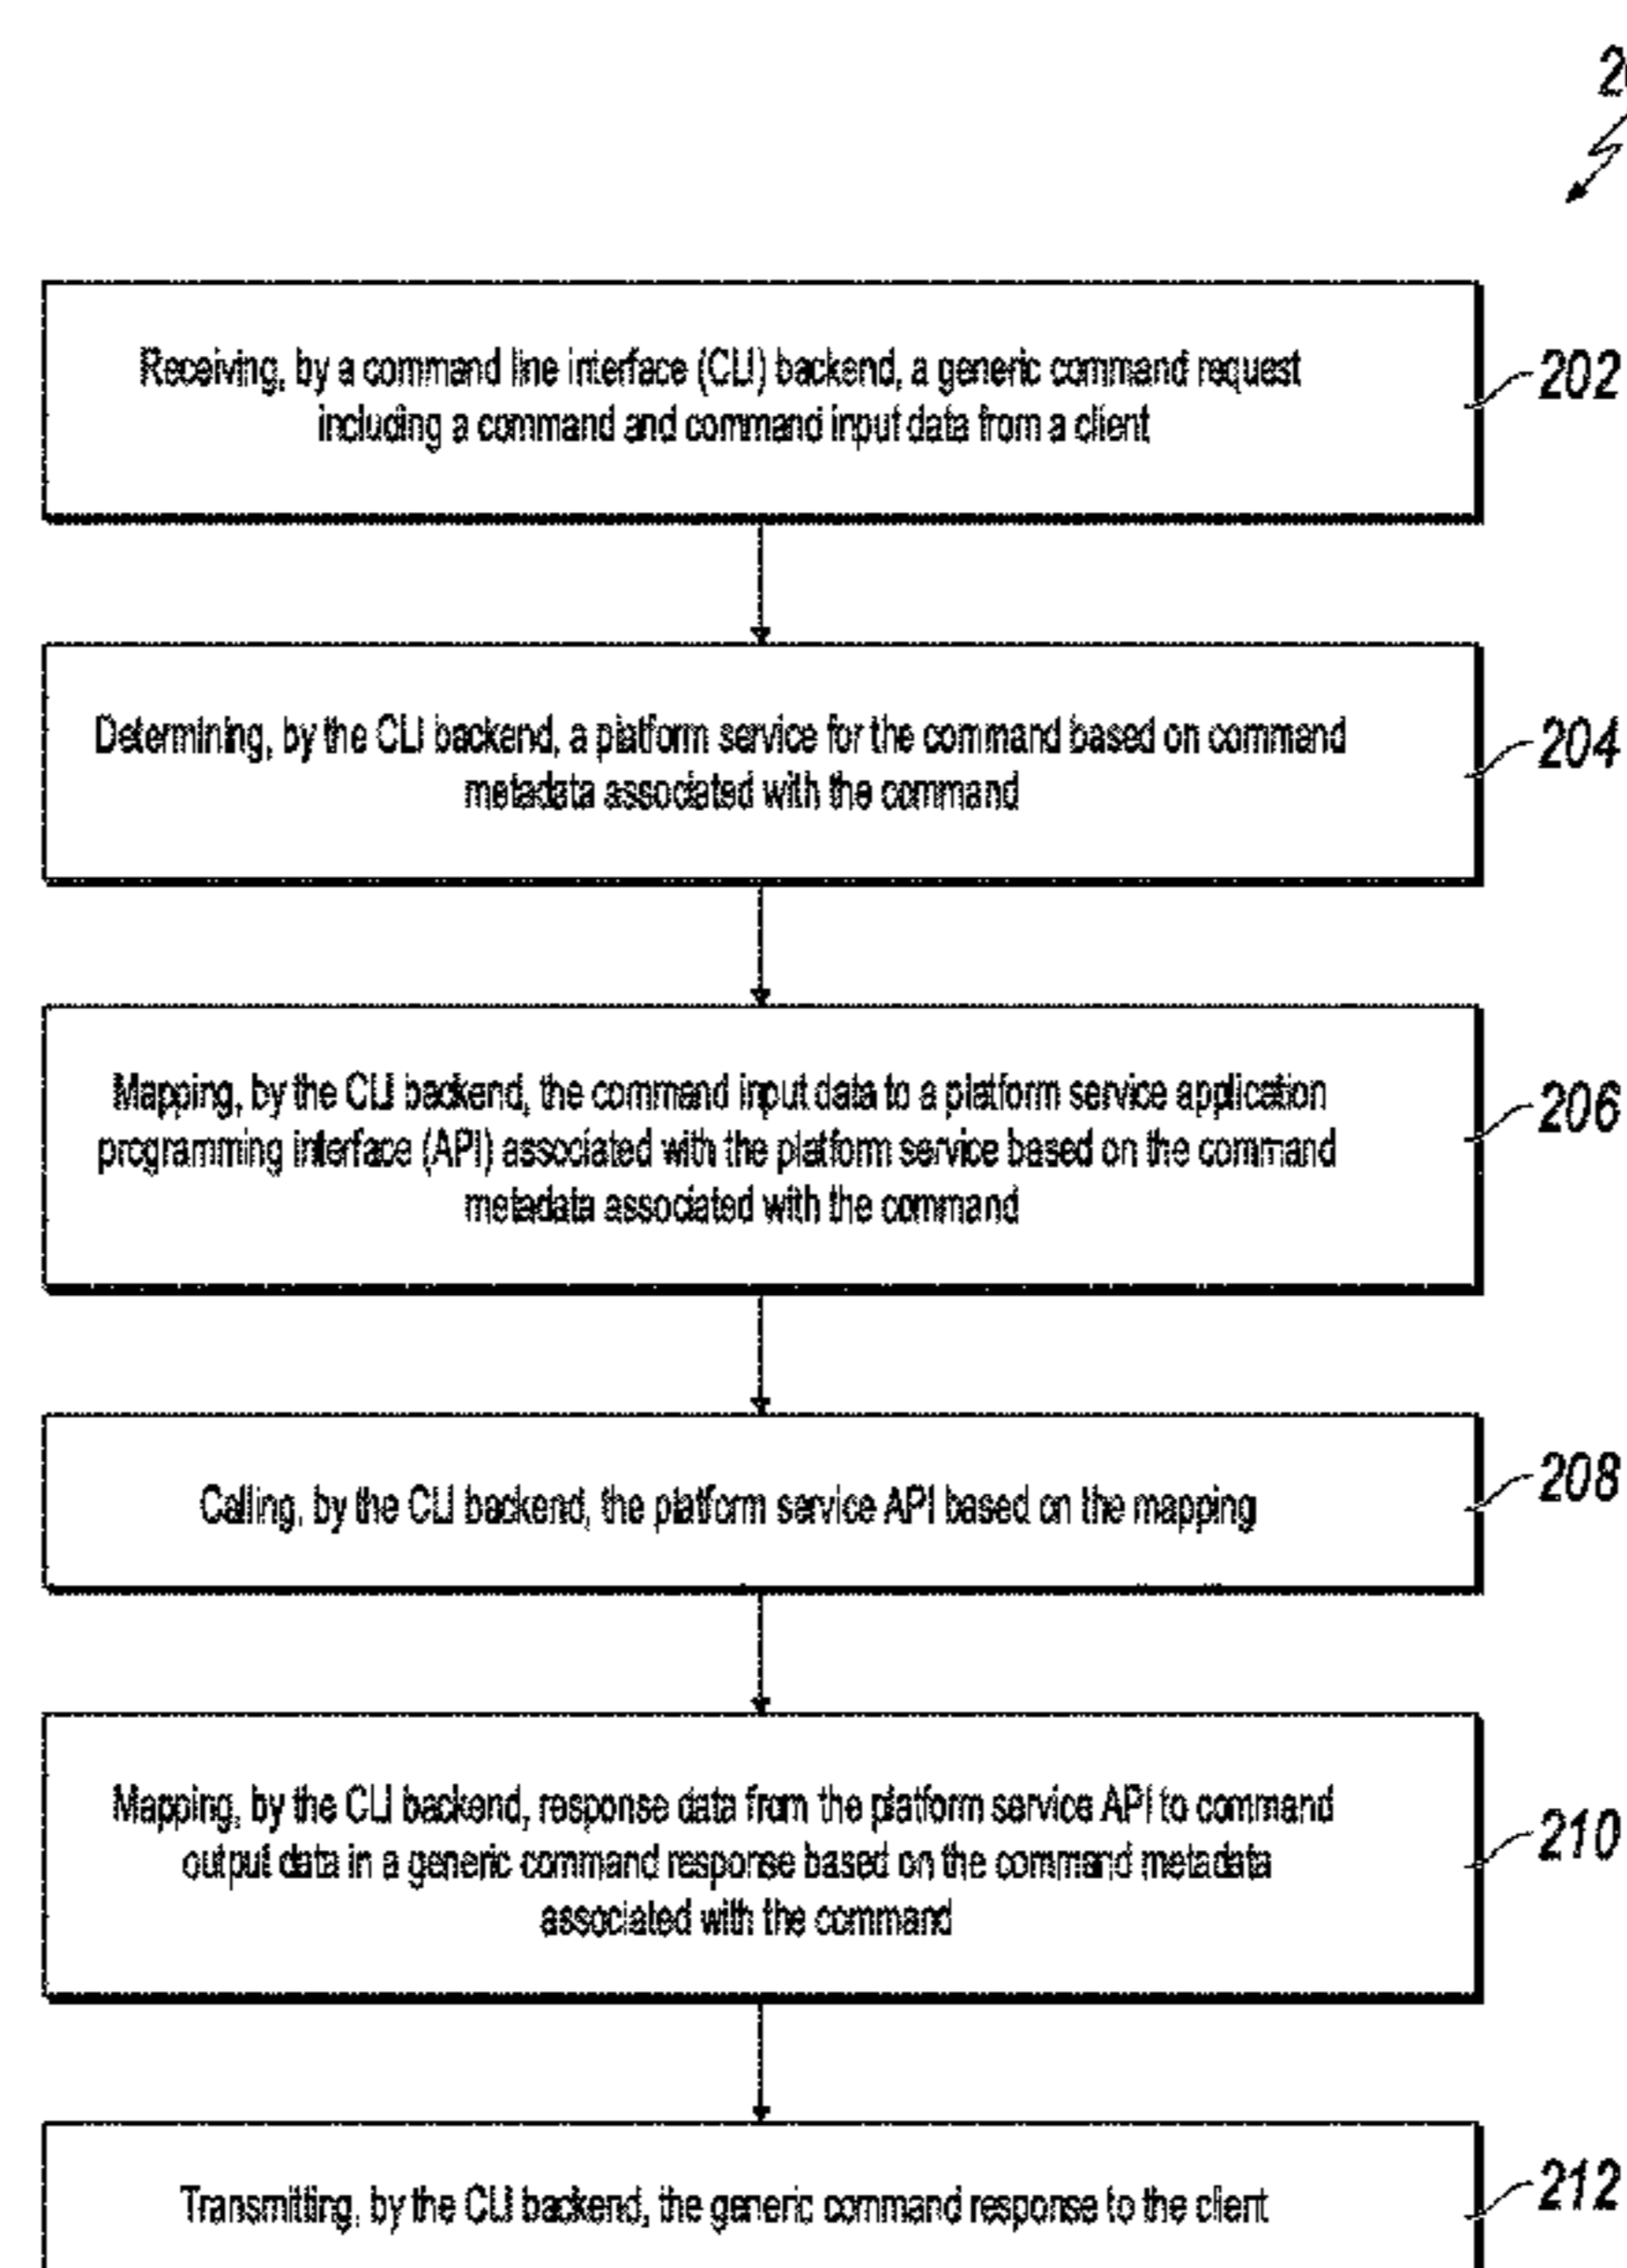 Receiving, by a command line interface (CLI) backend, a generic command request
including a command and command input data from a client
202
Determining, by the CLI backend, a platform service for the command based on command
metadata associated with the command
204
Mapping, by the CLI backend, the command input data to a platform service application
programming interface (API) associated with the platform service based on the command
metadata associated with the command
206
Calling, by the CLI backend, the platform service API based on the mapping
208
Mapping, by the CLI backend, response data from the platform service API to command
output data in a generic command response based on the command metadata
associated with the command
210
Transmitting, by the CLI backend, the generic command response to the client
212